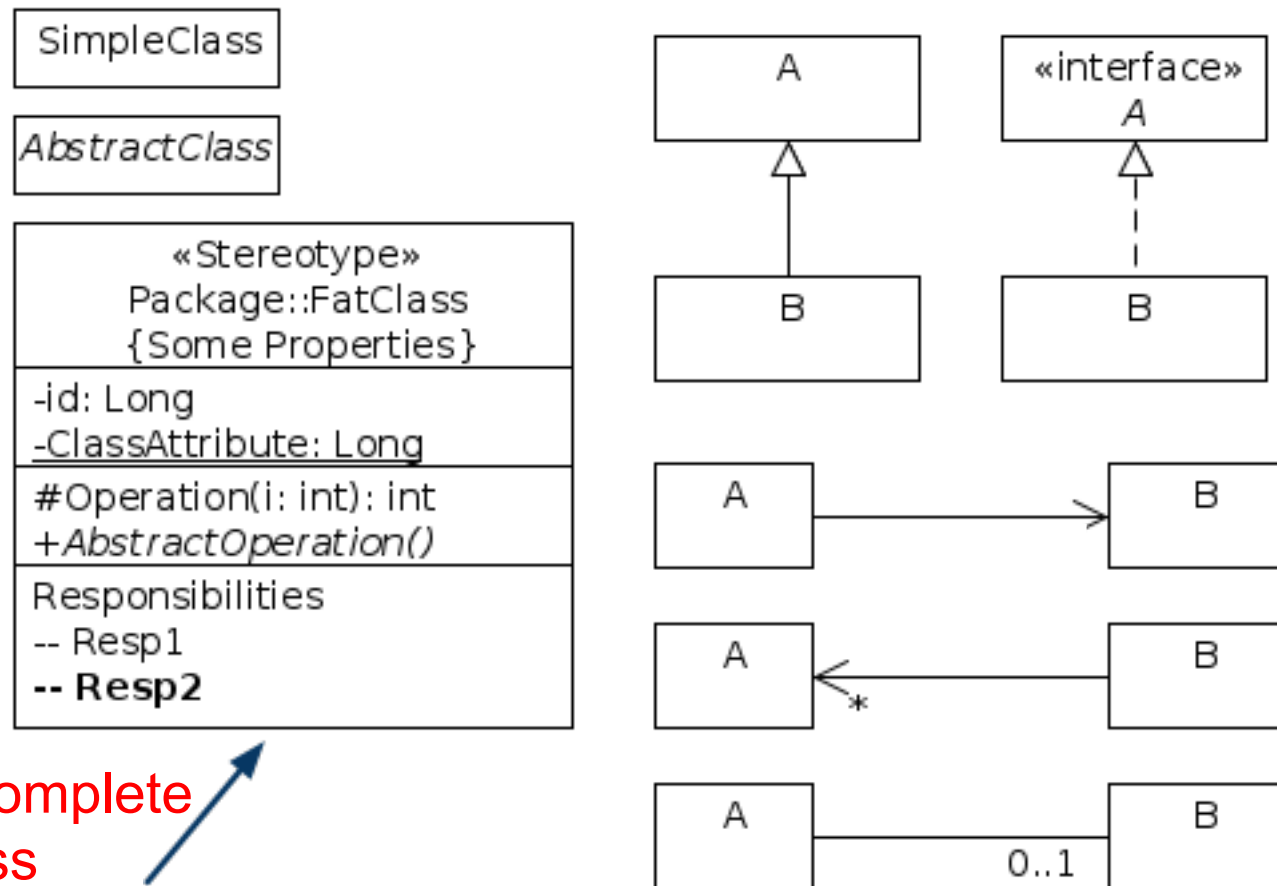 SimpleClass
AbstractClass
«Stereotype»
Package::FatClass
{Some Properties}
-id: Long
-ClassAttribute: Long
#Operation(i: int): int
+AbstractOperation()
Responsibilities
-- Resp1
-- Resp2
A
B
«interface»
A
B
A
B
A
*
B
A
0..1
B